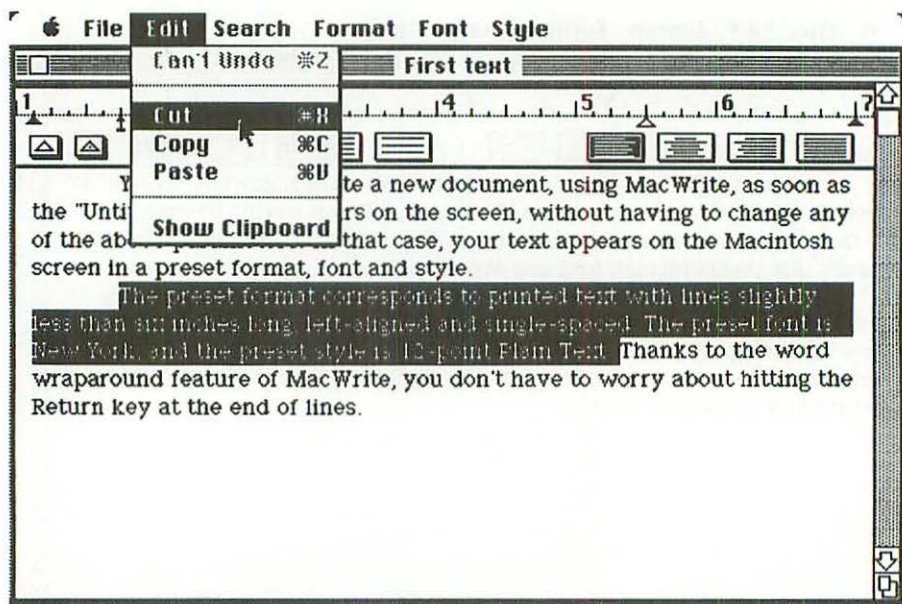 File Edit Search Format Font Style
First text
Can't Undo ⌘Z
Cut ⌘X
Copy ⌘C
Paste ⌘V
Show Clipboard
1 4 5 6 7
te a new document, using MacWrite, as soon as
the "Unti rs on the screen, without having to change any
of the ab that case, your text appears on the Macintosh
screen in a preset format, font and style.
The preset format corresponds to printed text with lines slightly
less than six inches long, left-aligned and single-spaced. The preset font is
New York, and the preset style is 12-point Plain Text. Thanks to the word
wraparound feature of MacWrite, you don't have to worry about hitting the
Return key at the end of lines.